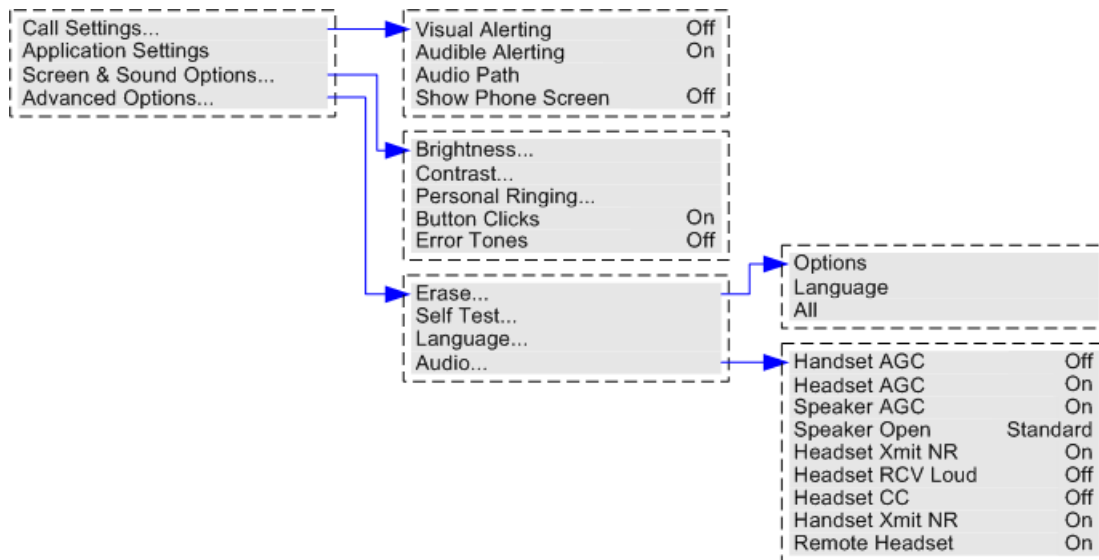 Call Settings...
Application Settings
Screen & Sound Options...
Advanced Options...
Visual Alerting Off
Audible Alerting On
Audio Path
Show Phone Screen Off
Brightness...
Contrast...
Personal Ringing...
Button Clicks On
Error Tones Off
Erase...
Self Test...
Language...
Audio...
Options
Language
All
Handset AGC Off
Headset AGC On
Speaker AGC On
Speaker Open Standard
Headset Xmit NR On
Headset RCV Loud Off
Headset CC Off
Handset Xmit NR On
Remote Headset On